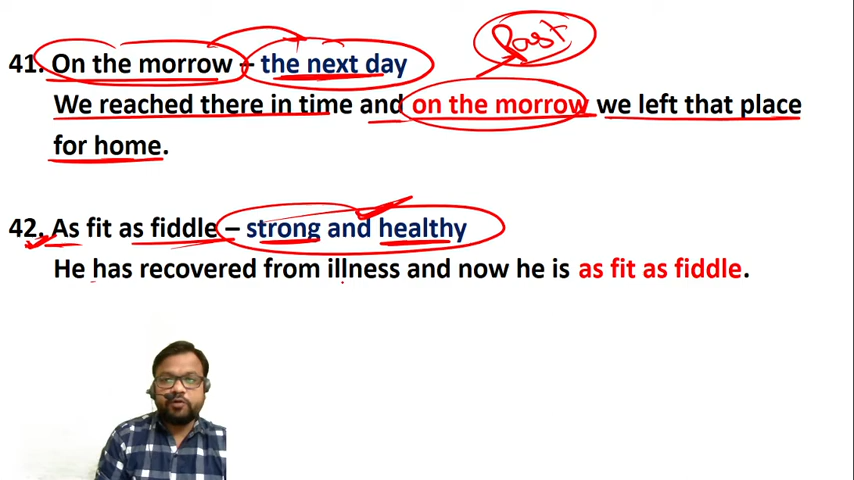 Past
41. On the morrow – the next day
We reached there in time and on the morrow we left that place
for home.
42. As fit as fiddle – strong and healthy
He has recovered from illness and now he is as fit as fiddle.